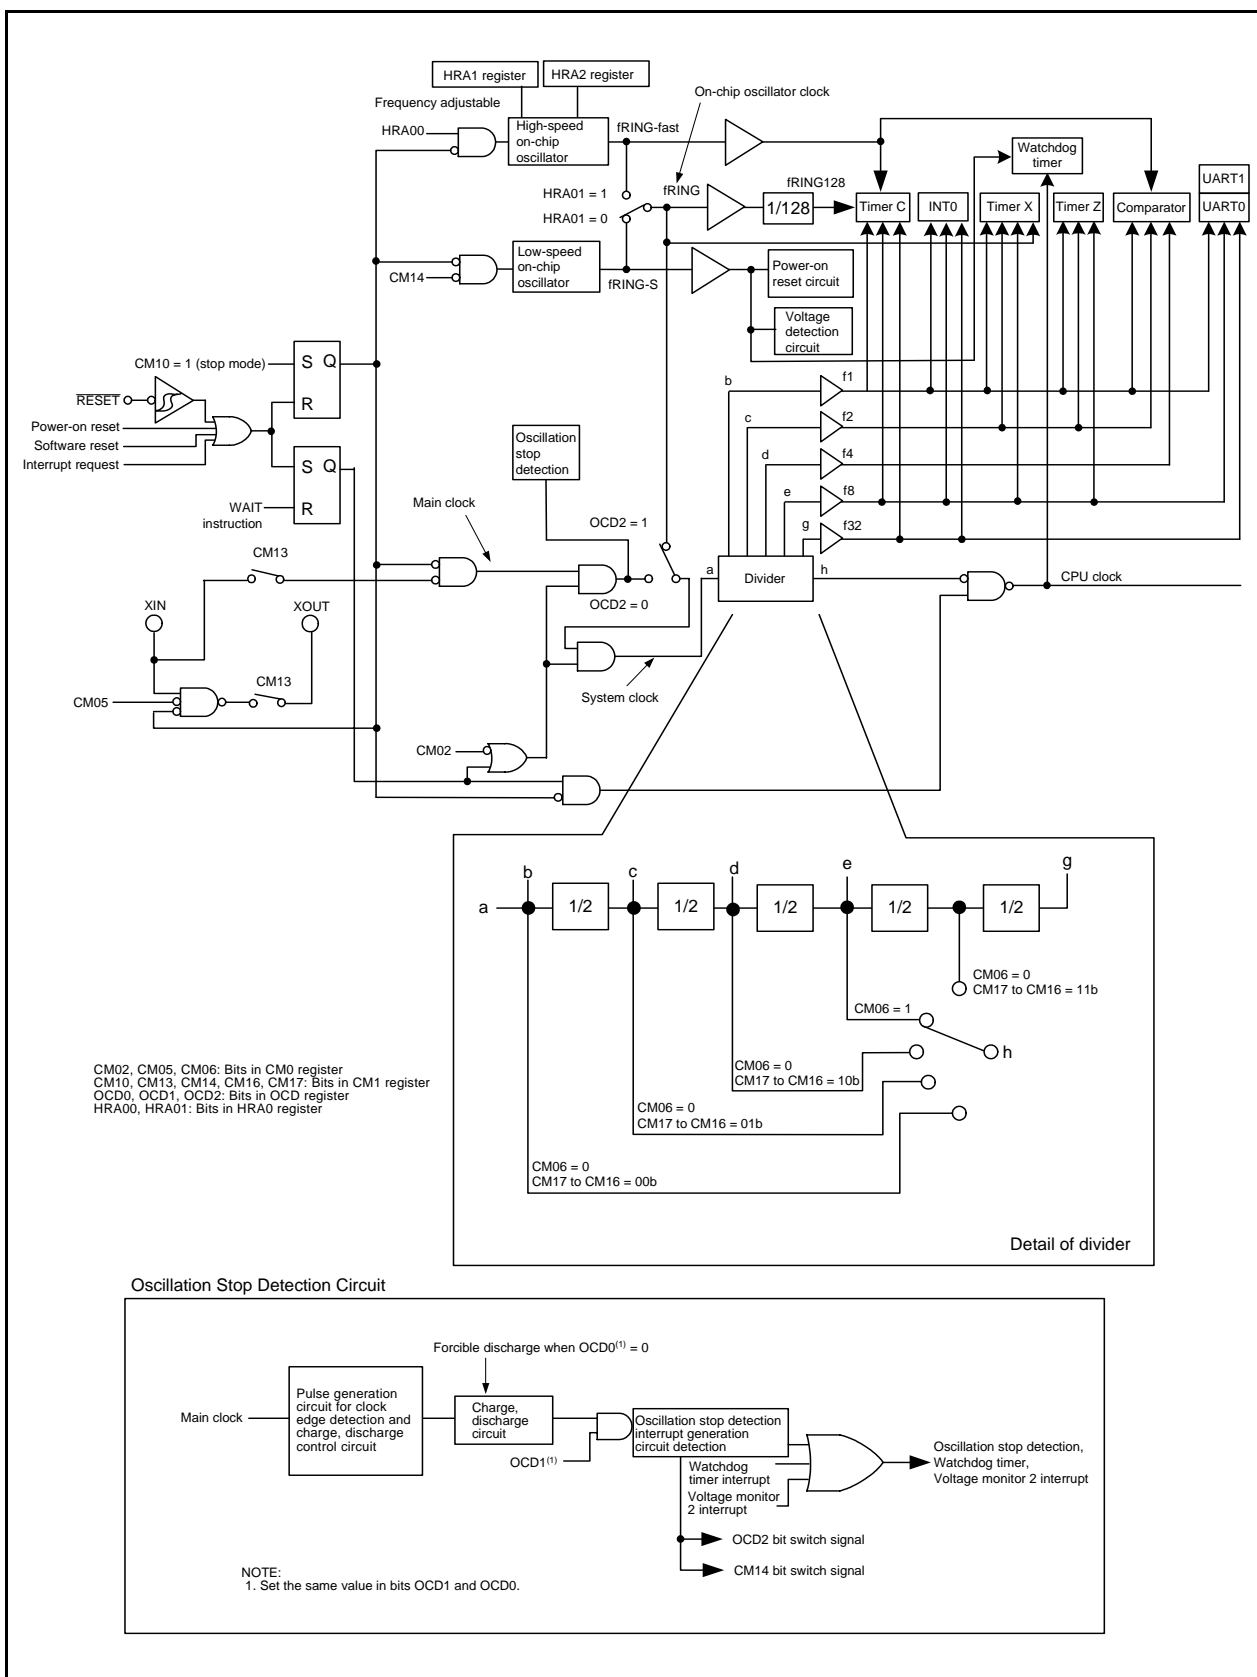 HRA1 register
HRA2 register
On-chip oscillator clock
Frequency adjustable
HRA00
High-speed
on-chip
oscillator
fRING-fast
Watchdog
timer
HRA01 = 1
HRA01 = 0
fRING
1/128
fRING128
Timer C
INT0
Timer X
Timer Z
Comparator
UART1
UART0
CM14
Low-speed
on-chip
oscillator
fRING-S
Power-on
reset circuit
Voltage
detection
circuit
CM10 = 1 (stop mode)
S Q
R
RESET
Power-on reset
Software reset
Interrupt request
S Q
R
WAIT
instruction
Oscillation
stop
detection
b
f1
c
f2
d
f4
e
f8
g
f32
Main clock
OCD2 = 1
OCD2 = 0
a
Divider
h
CPU clock
CM13
XIN
XOUT
CM13
CM05
System clock
CM02
b
c
d
e
g
a
1/2
1/2
1/2
1/2
1/2
CM06 = 0
CM17 to CM16 = 11b
CM06 = 1
h
CM06 = 0
CM17 to CM16 = 10b
CM06 = 0
CM17 to CM16 = 01b
CM06 = 0
CM17 to CM16 = 00b
Detail of divider
CM02, CM05, CM06: Bits in CM0 register
CM10, CM13, CM14, CM16, CM17: Bits in CM1 register
OCD0, OCD1, OCD2: Bits in OCD register
HRA00, HRA01: Bits in HRA0 register
Oscillation Stop Detection Circuit
Forcible discharge when OCD0(1) = 0
Main clock
Pulse generation
circuit for clock
edge detection and
charge, discharge
control circuit
Charge,
discharge
circuit
OCD1(1)
Oscillation stop detection
interrupt generation
circuit detection
Watchdog
timer interrupt
Voltage monitor
2 interrupt
Oscillation stop detection,
Watchdog timer,
Voltage monitor 2 interrupt
OCD2 bit switch signal
CM14 bit switch signal
NOTE:
1. Set the same value in bits OCD1 and OCD0.